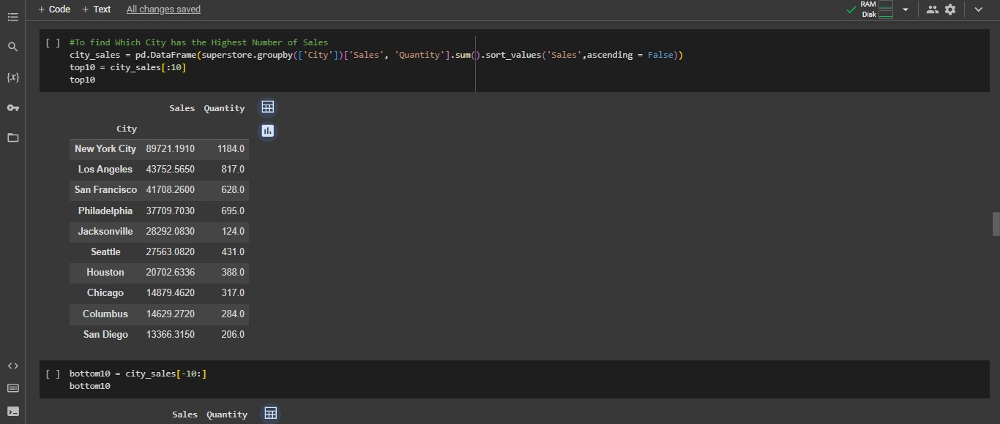 + Code + Text All changes saved
RAM
Disk
[ ] #To find Which City has the Highest Number of Sales
city_sales = pd.DataFrame(superstore.groupby(['City'])['Sales', 'Quantity'].sum().sort_values('Sales',ascending = False))
top10 = city_sales[:10]
top10
{x}
Sales Quantity
City
New York City 89721.1910 1184.0
Los Angeles 43752.5650 817.0
San Francisco 41708.2600 628.0
Philadelphia 37709.7030 695.0
Jacksonville 28292.0830 124.0
Seattle 27563.0820 431.0
Houston 20702.6336 388.0
Chicago 14879.4620 317.0
Columbus 14629.2720 284.0
San Diego 13366.3150 206.0
[ ] bottom10 = city_sales[-10:]
bottom10
Sales Quantity